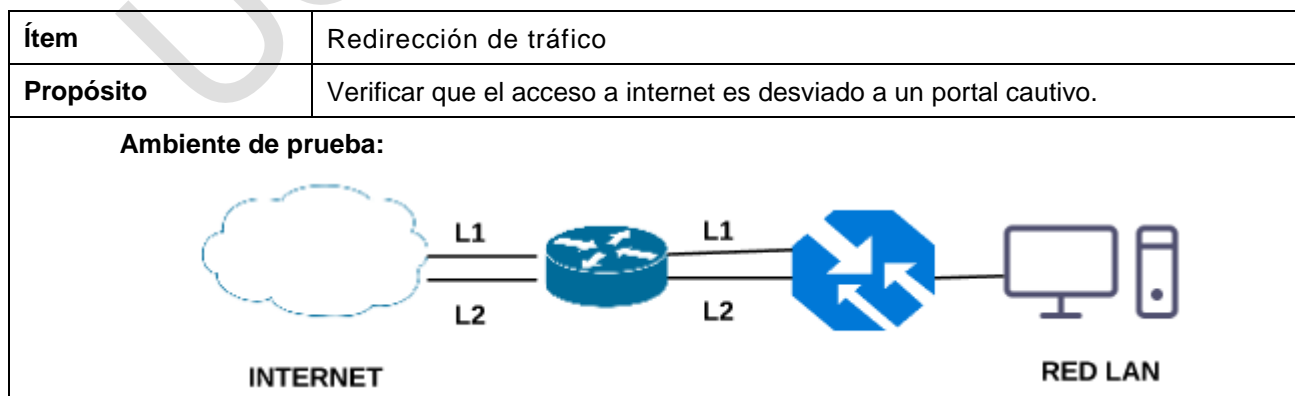 Ítem
Redirección de tráfico
Propósito
Verificar que el acceso a internet es desviado a un portal cautivo.
Ambiente de prueba:
L1
L1
L2
L2
INTERNET
RED LAN